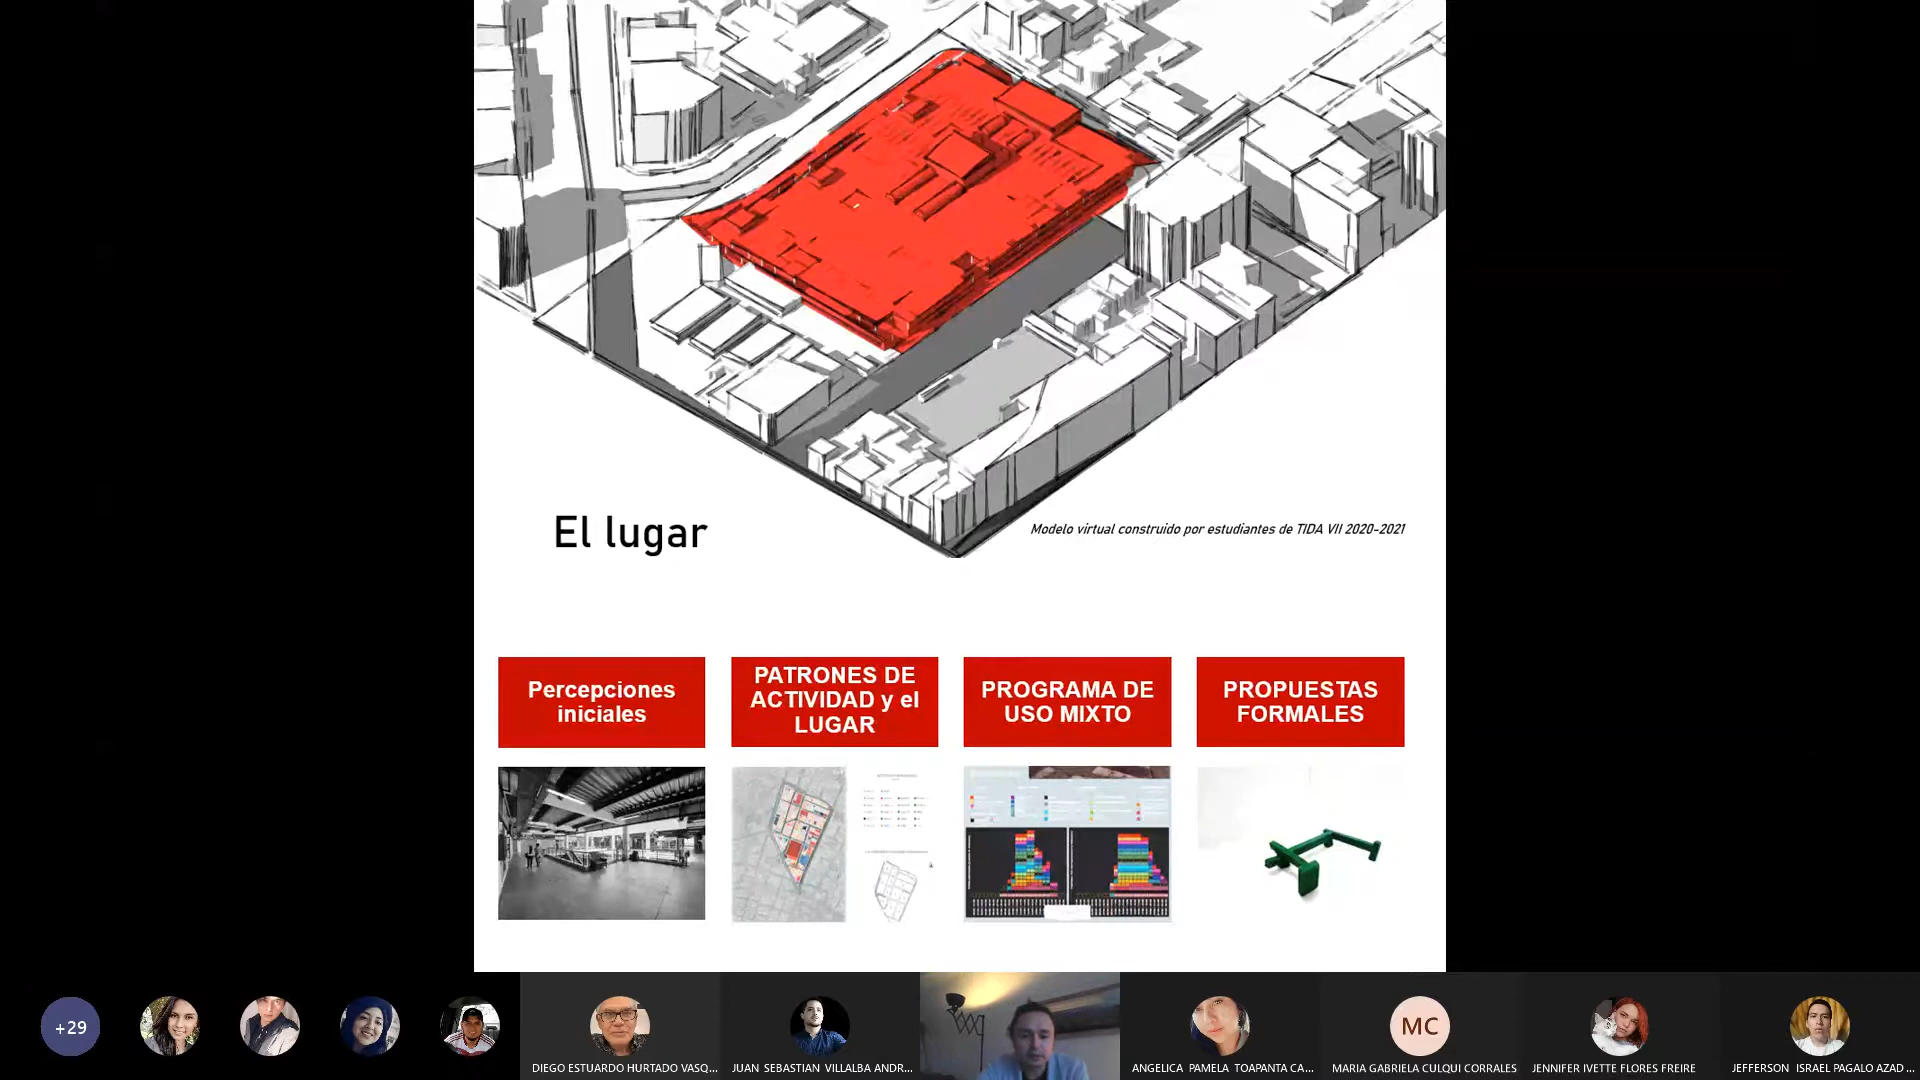 El lugar
Modelo virtual construido por estudiantes de TIDA VII 2020-2021
Percepciones
iniciales
PATRONES DE
ACTIVIDAD y el
LUGAR
PROGRAMA DE
USO MIXTO
PROPUESTAS
FORMALES
+29
DIEGO ESTUARDO HURTADO VASQ...
JUAN SEBASTIAN VILLALBA ANDR...
ANGELICA PAMELA TOAPANTA CA...
MC
MARIA GABRIELA CULQUI CORRALES
JENNIFER IVETTE FLORES FREIRE
JEFFERSON ISRAEL PAGALO AZAD ...